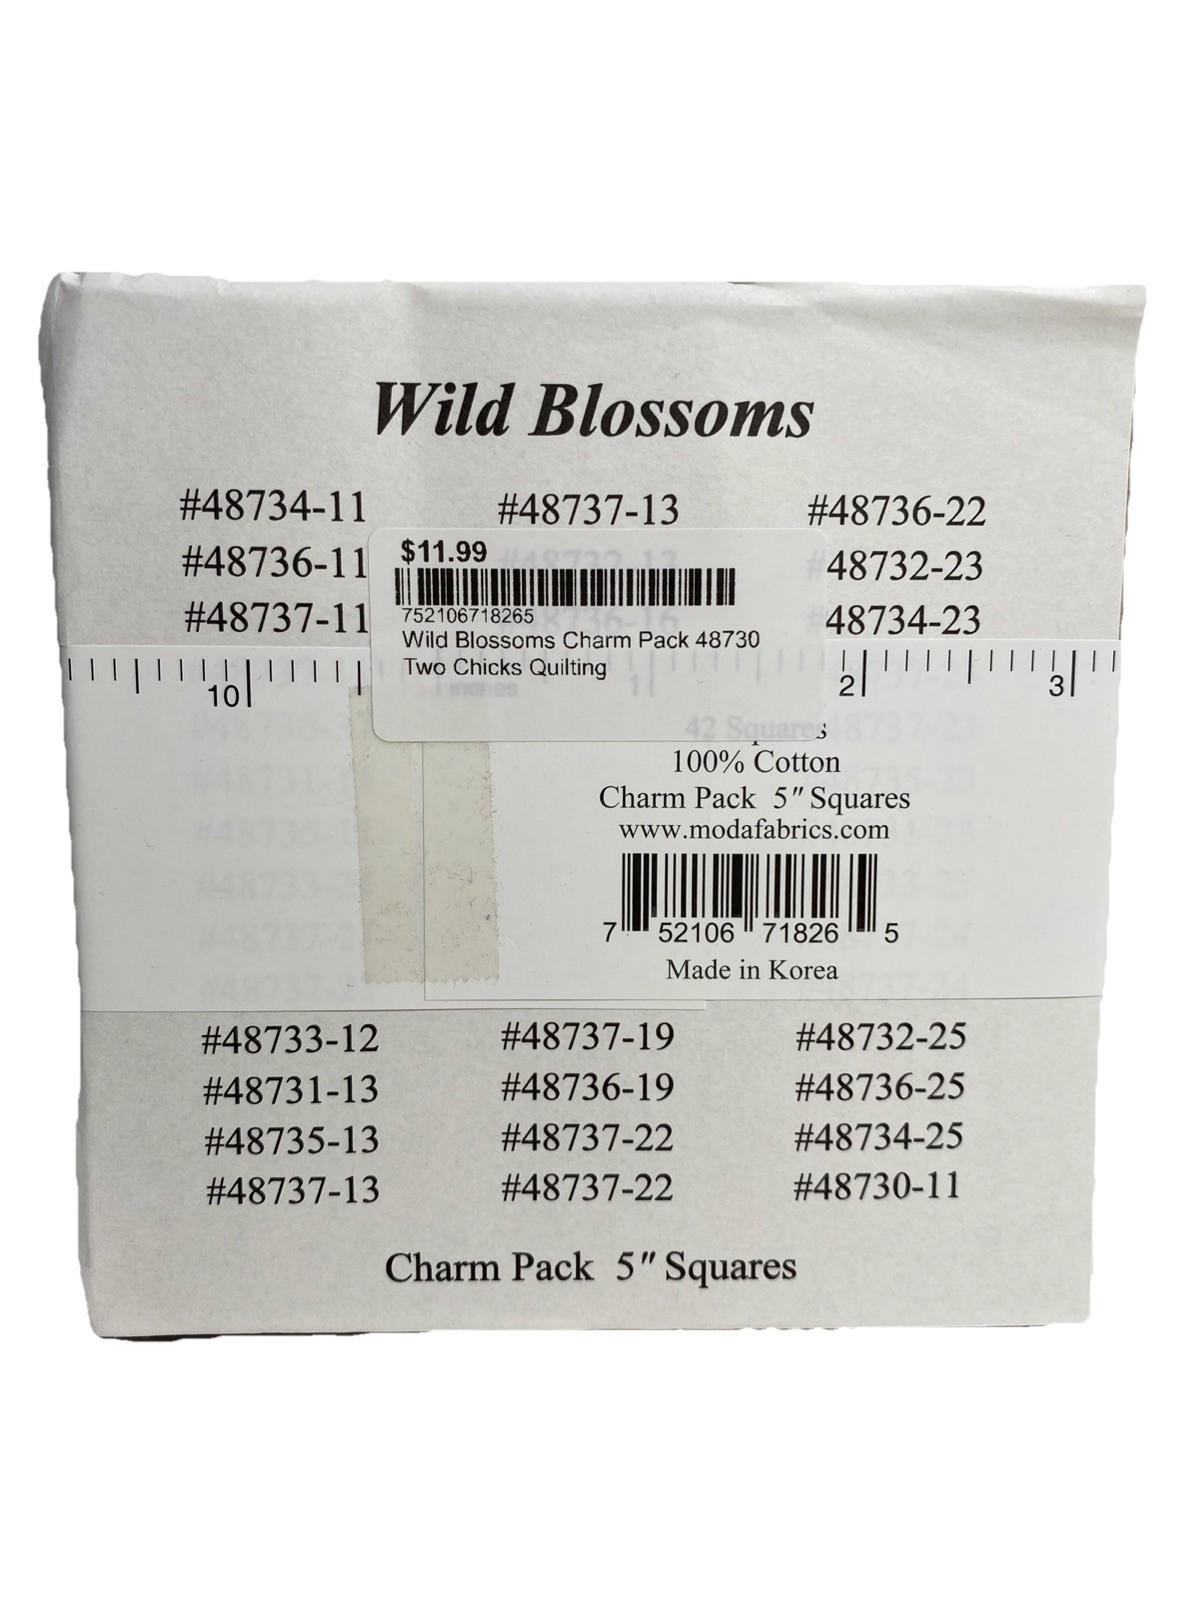 Wild Blossoms
#48734-11 #48737-13 #48736-22
#48736-11 48732-23
#48737-11 48734-23
$11.99
752106718265
Wild Blossoms Charm Pack 48730
Two Chicks Quilting
10 inches 1 2 3
42 Squares
100% Cotton
Charm Pack 5" Squares
www.modafabrics.com
7 52106 71826 5
Made in Korea
#48733-12 #48737-19 #48732-25
#48731-13 #48736-19 #48736-25
#48735-13 #48737-22 #48734-25
#48737-13 #48737-22 #48730-11
Charm Pack 5" Squares